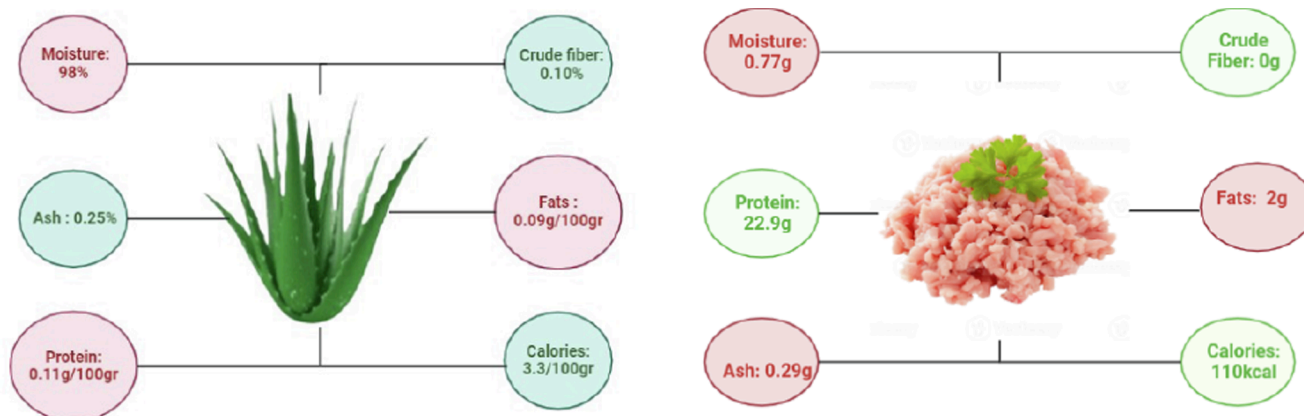 Moisture:
98%
Crude fiber:
0.10%
Ash : 0.25%
Fats :
0.09g/100gr
Protein:
0.11g/100gr
Calories:
3.3/100gr
Moisture:
0.77g
Crude
Fiber: 0g
Protein:
22.9g
Fats: 2g
Ash: 0.29g
Calories:
110kcal